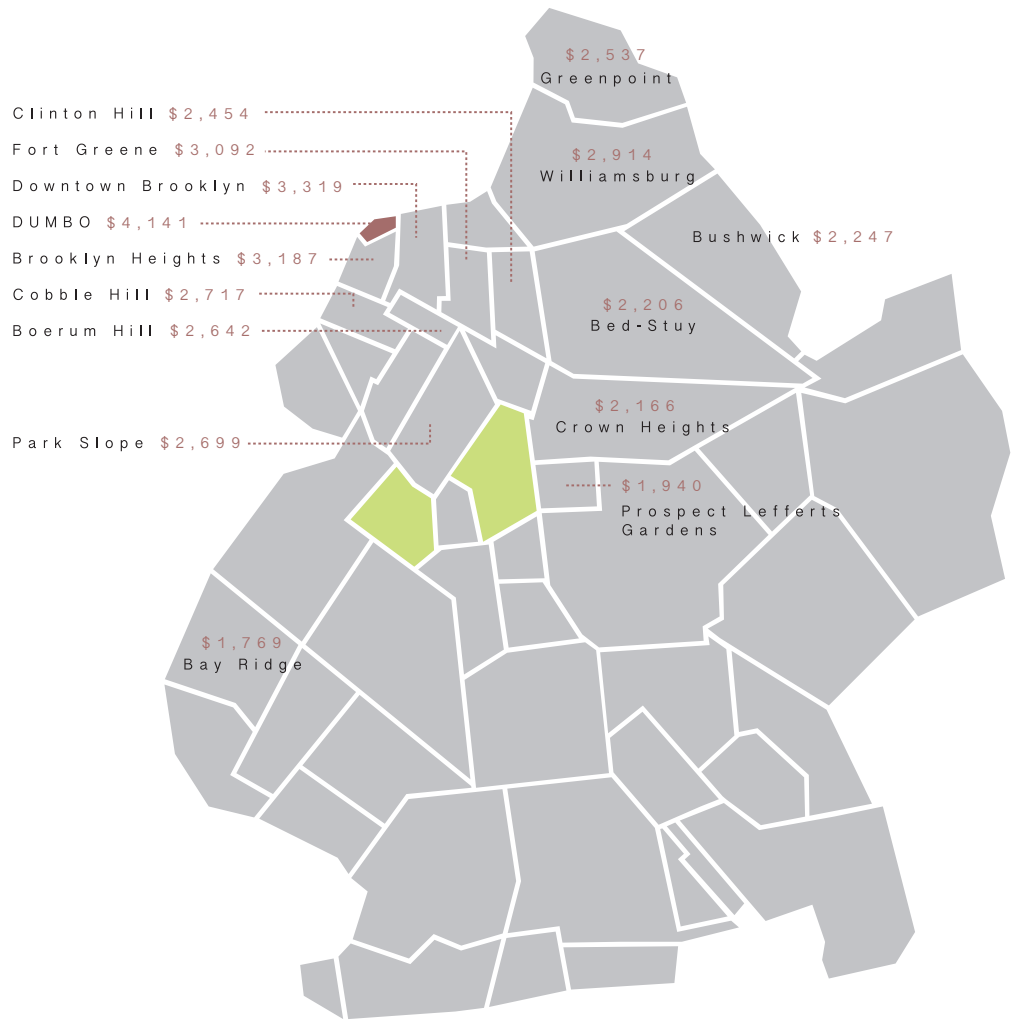 $2,537
Greenpoint
Clinton Hill $2,454
Fort Greene $3,092
$2,914
Williamsburg
Downtown Brooklyn $3,319
DUMBO $4,141
Bushwick $2,247
Brooklyn Heights $3,187
Cobble Hill $2,717
$2,206
Bed-Stuy
Boerum Hill $2,642
$2,166
Crown Heights
Park Slope $2,699
$1,940
Prospect Lefferts
Gardens
$1,769
Bay Ridge